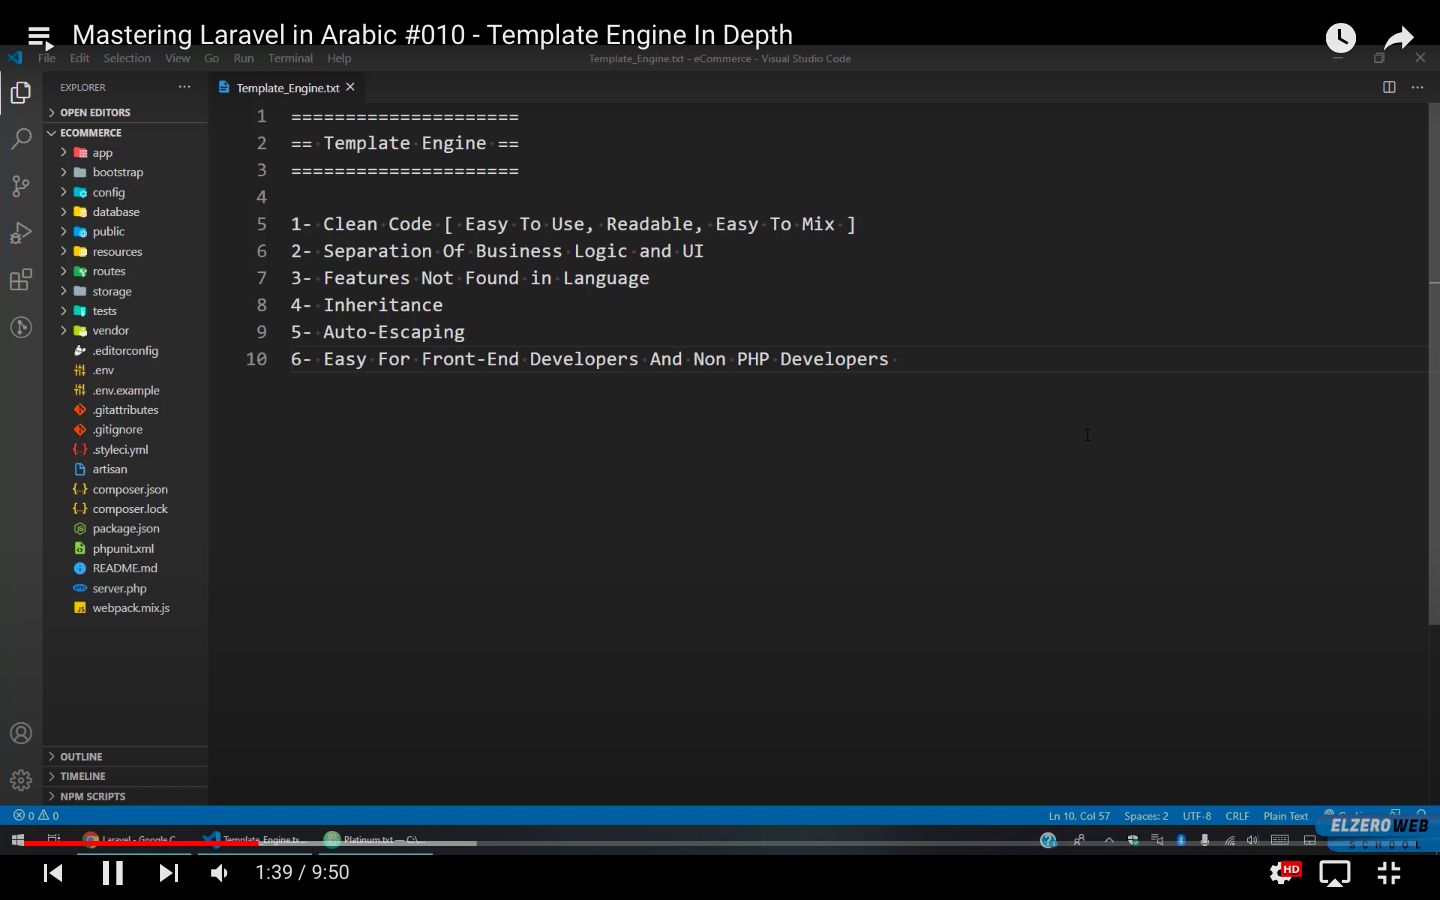 Mastering Laravel in Arabic #010 - Template Engine In Depth
File Edit Selection View Go Run Terminal Help
Template_Engine.txt - eCommerce - Visual Studio Code
EXPLORER
Template_Engine.txt
OPEN EDITORS
ECOMMERCE
app
bootstrap
config
database
public
resources
routes
storage
tests
vendor
.editorconfig
.env
.env.example
.gitattributes
.gitignore
.styleci.yml
artisan
composer.json
composer.lock
package.json
phpunit.xml
README.md
server.php
webpack.mix.js
OUTLINE
TIMELINE
NPM SCRIPTS
1 =====================
2 == Template Engine ==
3 =====================
4
5 1- Clean Code [ Easy To Use, Readable, Easy To Mix ]
6 2- Separation Of Business Logic and UI
7 3- Features Not Found in Language
8 4- Inheritance
9 5- Auto-Escaping
10 6- Easy For Front-End Developers And Non PHP Developers
0 0
Ln 10, Col 57 Spaces: 2 UTF-8 CRLF Plain Text
ELZEROWEB
SCHOOL
Laravel - Google C...
Template_Engine.tx...
Platinum.txt — C:\...
1:39 / 9:50
HD